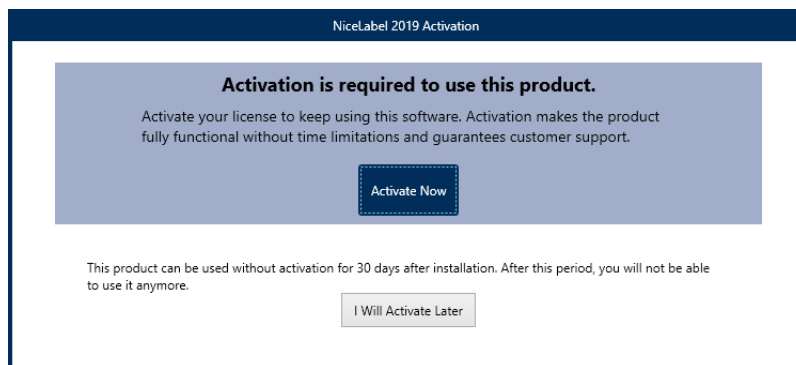 NiceLabel 2019 Activation
Activation is required to use this product.
Activate your license to keep using this software. Activation makes the product
fully functional without time limitations and guarantees customer support.
Activate Now
This product can be used without activation for 30 days after installation. After this period, you will not be able
to use it anymore.
I Will Activate Later